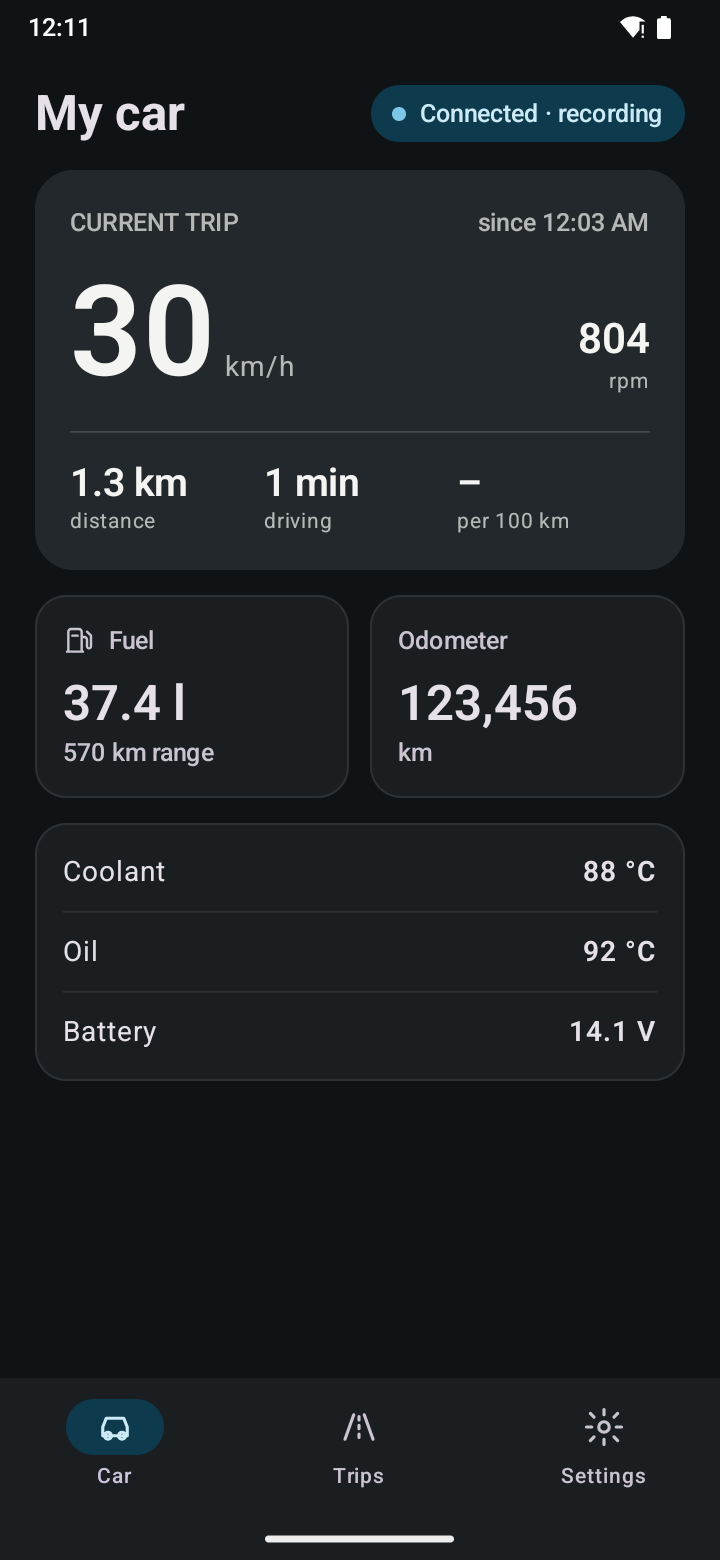 12:11
My car
Connected · recording
CURRENT TRIP
since 12:03 AM
30 km/h
804
rpm
1.3 km
distance
1 min
driving
–
per 100 km
Fuel
37.4 l
570 km range
Odometer
123,456
km
Coolant 88 °C
Oil 92 °C
Battery 14.1 V
Car
Trips
Settings